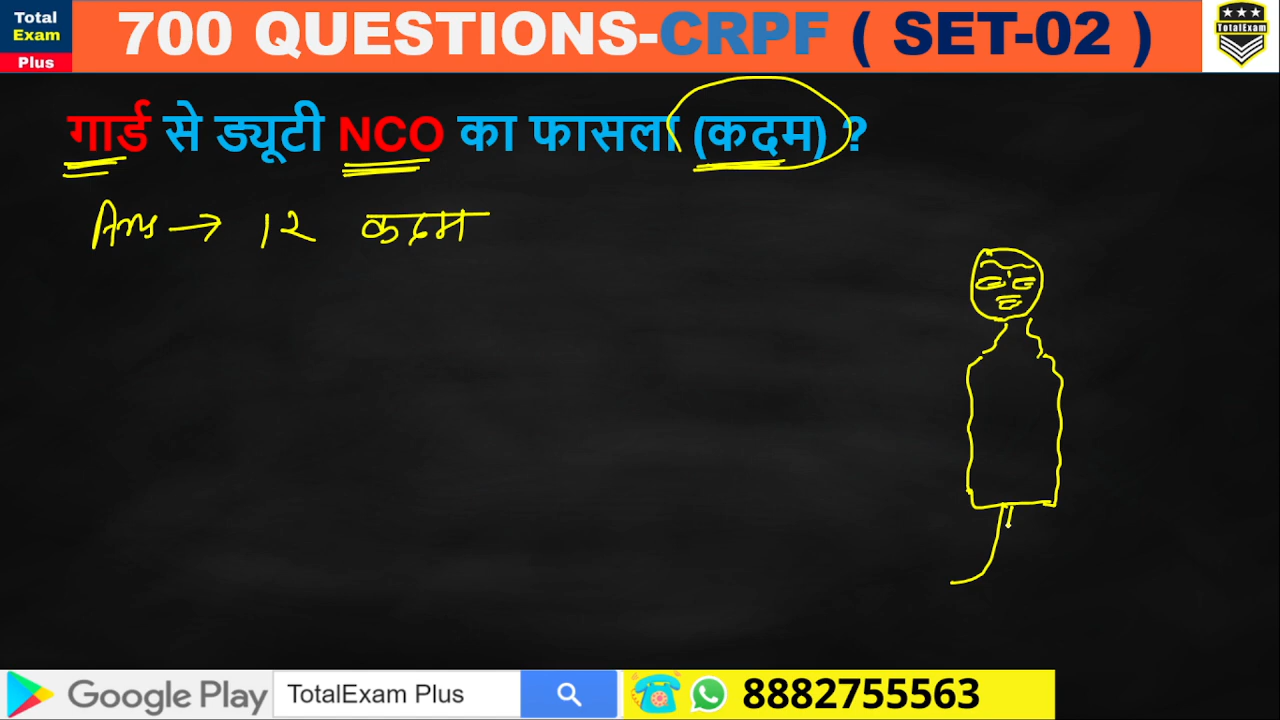 Total
Exam
Plus
700 QUESTIONS-CRPF ( SET-02 )
TotalExam
गार्ड से ड्यूटी NCO का फासला (कदम) ?
Ans → 12 कदम
Google Play
TotalExam Plus
8882755563